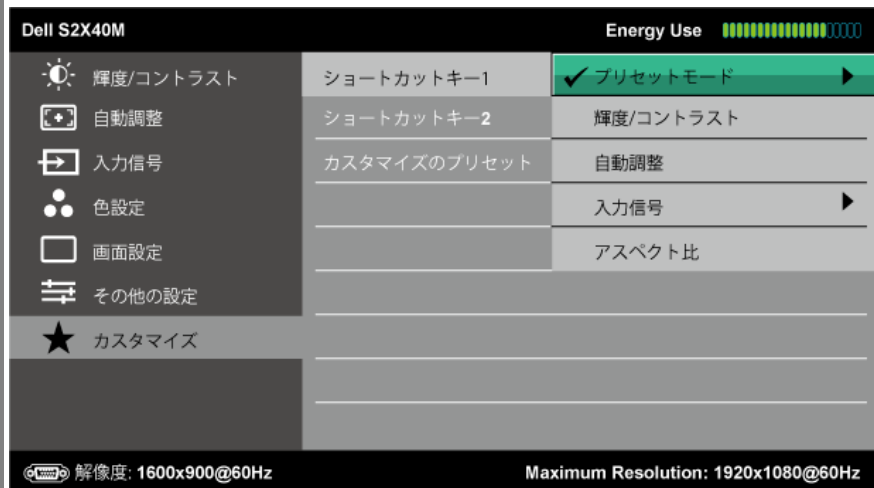 Dell S2X40M
Energy Use
輝度/コントラスト
自動調整
入力信号
色設定
画面設定
その他の設定
カスタマイズ
ショートカットキー1
ショートカットキー2
カスタマイズのプリセット
プリセットモード
輝度/コントラスト
自動調整
入力信号
アスペクト比
解像度: 1600x900@60Hz
Maximum Resolution: 1920x1080@60Hz